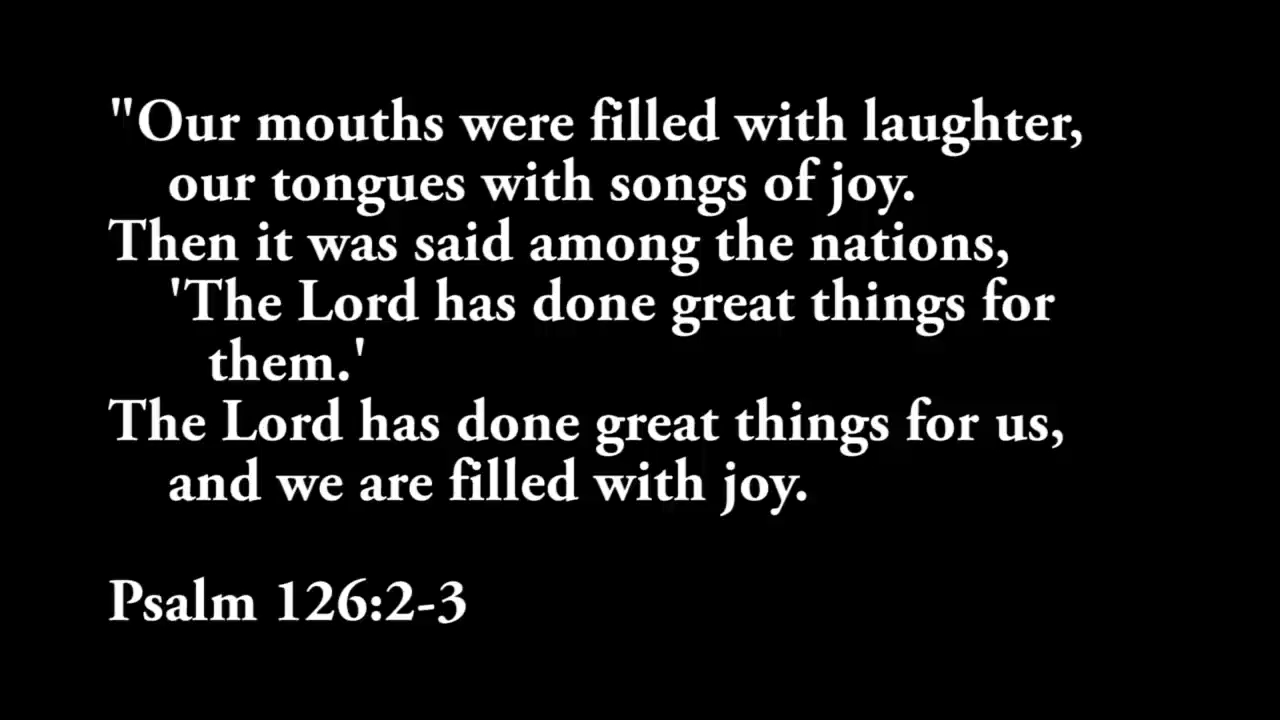 "Our mouths were filled with laughter,
our tongues with songs of joy.
Then it was said among the nations,
'The Lord has done great things for
them.'
The Lord has done great things for us,
and we are filled with joy.
Psalm 126:2-3